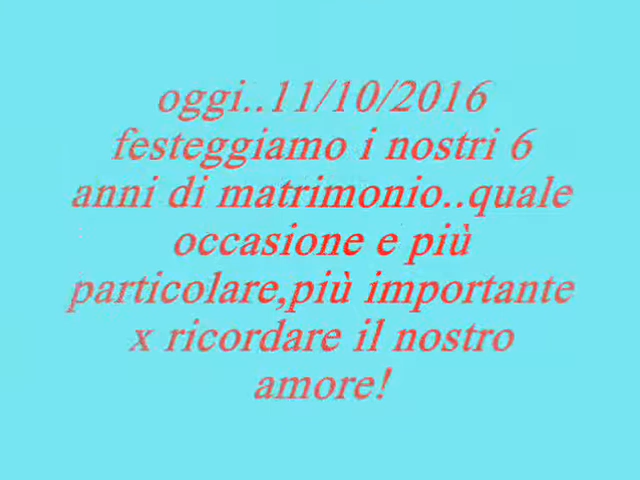 oggi..11/10/2016
festeggiamo i nostri 6
anni di matrimonio..quale
occasione e più
particolare,più importante
x ricordare il nostro
amore!